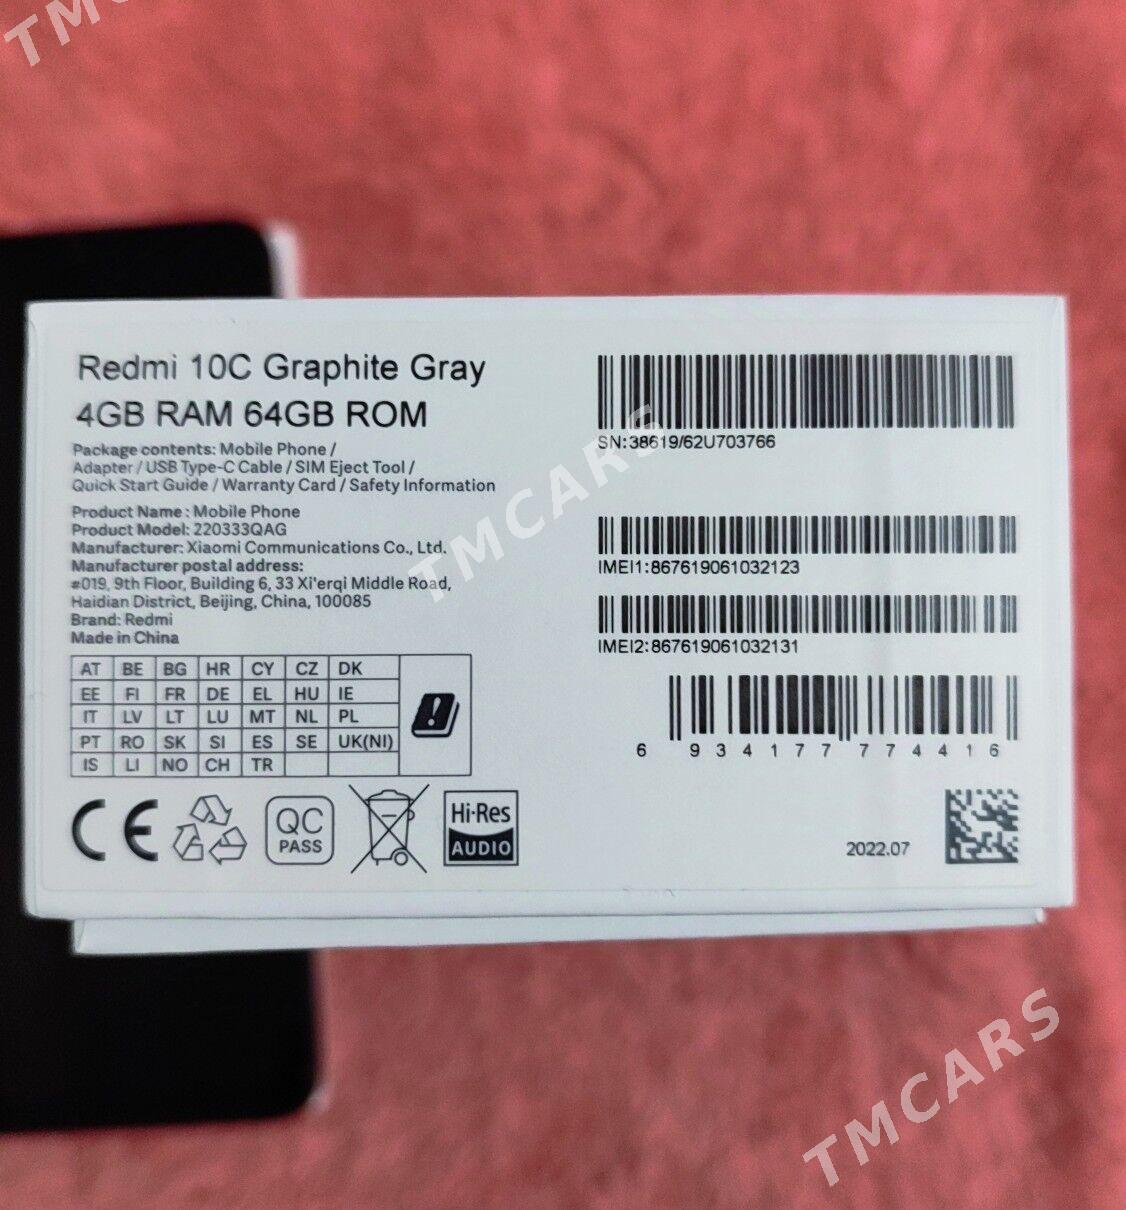 TMC
Redmi 10C Graphite Gray
4GB RAM 64GB ROM
Package contents: Mobile Phone /
Adapter / USB Type-C Cable / SIM Eject Tool /
Quick Start Guide / Warranty Card / Safety Information
Product Name : Mobile Phone
Product Model: 220333QAG
Manufacturer: Xiaomi Communications Co., Ltd.
Manufacturer postal address:
#019, 9th Floor, Building 6, 33 Xi'erqi Middle Road,
Haidian District, Beijing, China, 100085
Brand: Redmi
Made in China
AT BE BG HR CY CZ DK
EE FI FR DE EL HU IE
IT LV LT LU MT NL PL
PT RO SK SI ES SE UK(NI)
IS LI NO CH TR
CE
QC
PASS
Hi-Res
AUDIO
SN:38619/62U703766
IMEI1:867619061032123
IMEI2:867619061032131
6 934177 774416
2022.07
TMCARS
TMCARS